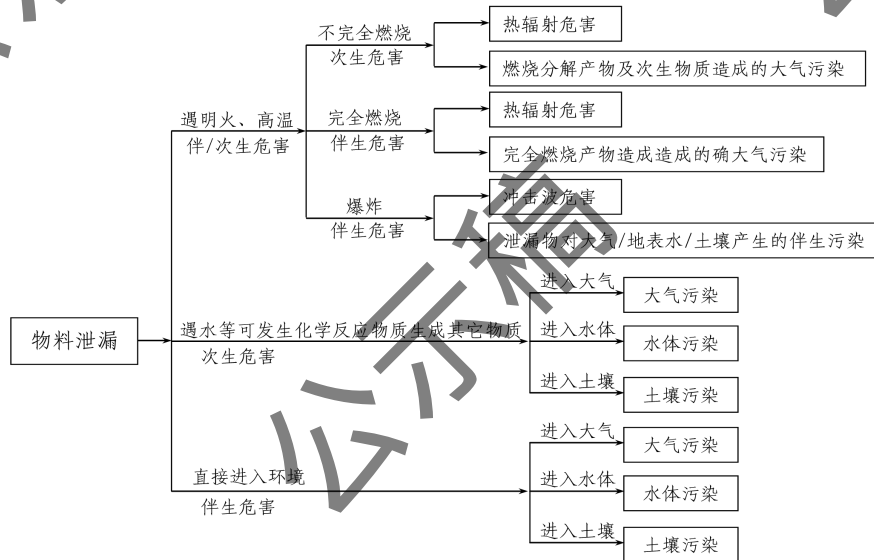 不完全燃烧
次生危害
热辐射危害
燃烧分解产物及次生物质造成的大气污染
遇明火、高温
伴/次生危害
完全燃烧
伴生危害
热辐射危害
完全燃烧产物造成造成的确大气污染
爆炸
伴生危害
冲击波危害
泄漏物对大气/地表水/土壤产生的伴生污染
物料泄漏
遇水等可发生化学反应物质生成其它物质
次生危害
进入大气
大气污染
进入水体
水体污染
进入土壤
土壤污染
直接进入环境
伴生危害
进入大气
大气污染
进入水体
水体污染
进入土壤
土壤污染
公示稿